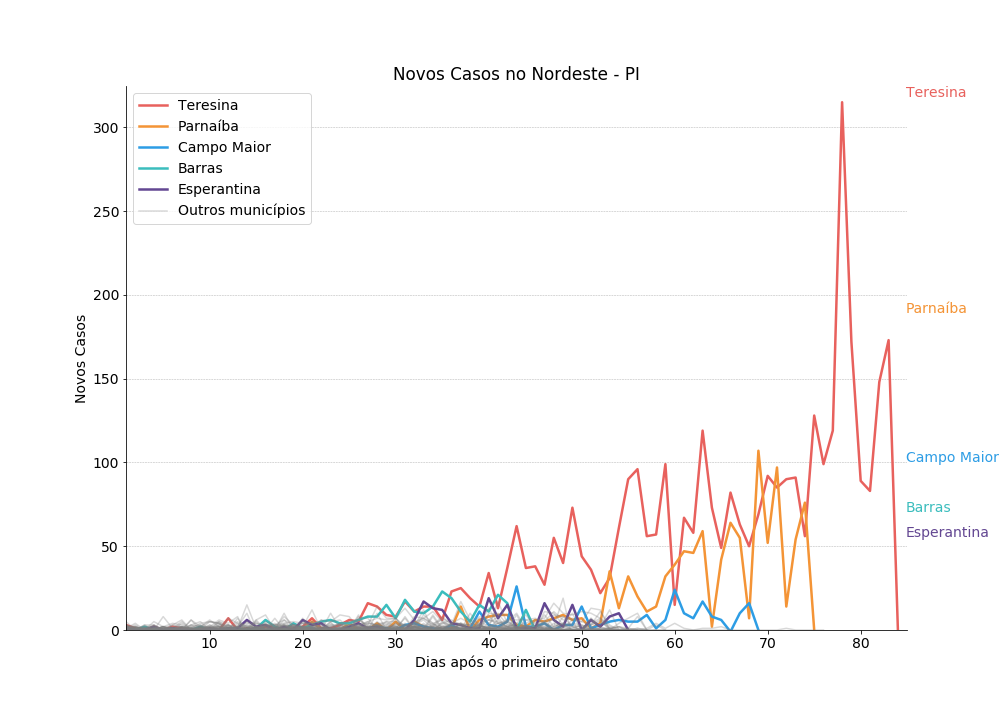 Novos Casos no Nordeste - PI
Teresina
Parnaíba
Campo Maior
Barras
Esperantina
Outros municípios
Novos Casos
300
250
200
150
100
50
0
10
20
30
40
50
60
70
80
Dias após o primeiro contato
Teresina
Parnaíba
Campo Maior
Barras
Esperantina